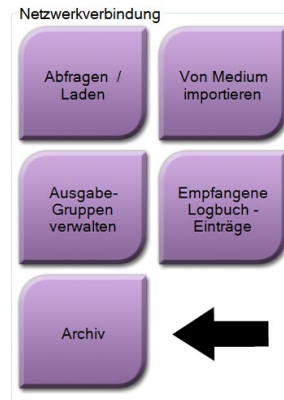 Netzwerkverbindung
Abfragen /
Laden
Von Medium
importieren
Ausgabe-
Gruppen
verwalten
Empfangene
Logbuch -
Einträge
Archiv